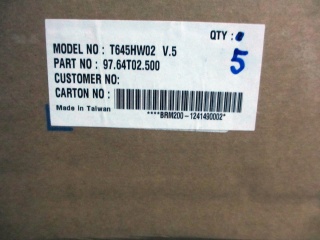 QTY :
5
MODEL NO : T645HW02 V.5
PART NO : 97.64T02.500
CUSTOMER NO:
CARTON NO :
Made in Taiwan
****BRM200-1241490002*